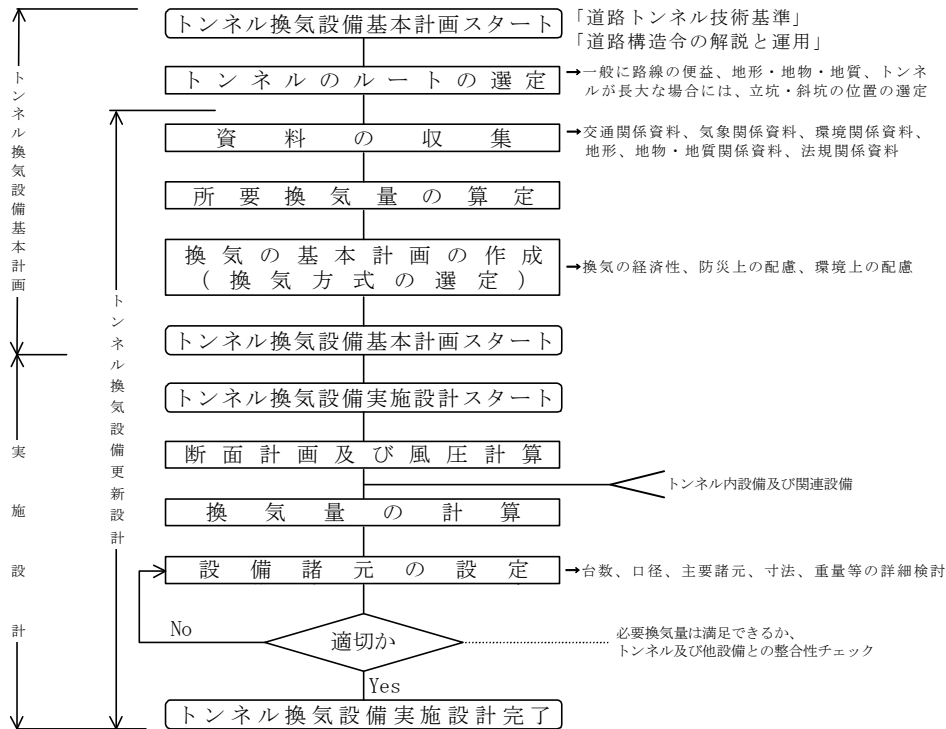 トンネル換気設備基本計画スタート
「道路トンネル技術基準」
「道路構造令の解説と運用」
トンネルのルートの選定
→一般に路線の便益、地形・地物・地質、トンネ
ルが長大な場合には、立坑・斜坑の位置の選定
資料の収集
→交通関係資料、気象関係資料、環境関係資料、
地形、地物・地質関係資料、法規関係資料
所要換気量の算定
換気の基本計画の作成
(換気方式の選定)
→換気の経済性、防災上の配慮、環境上の配慮
トンネル換気設備基本計画スタート
トンネル換気設備実施設計スタート
断面計画及び風圧計算
トンネル内設備及び関連設備
換気量の計算
設備諸元の設定
→台数、口径、主要諸元、寸法、重量等の詳細検討
No
適切か
必要換気量は満足できるか、
トンネル及び他設備との整合性チェック
Yes
トンネル換気設備実施設計完了
トンネル換気設備基本計画
実施設計
トンネル換気設備更新設計